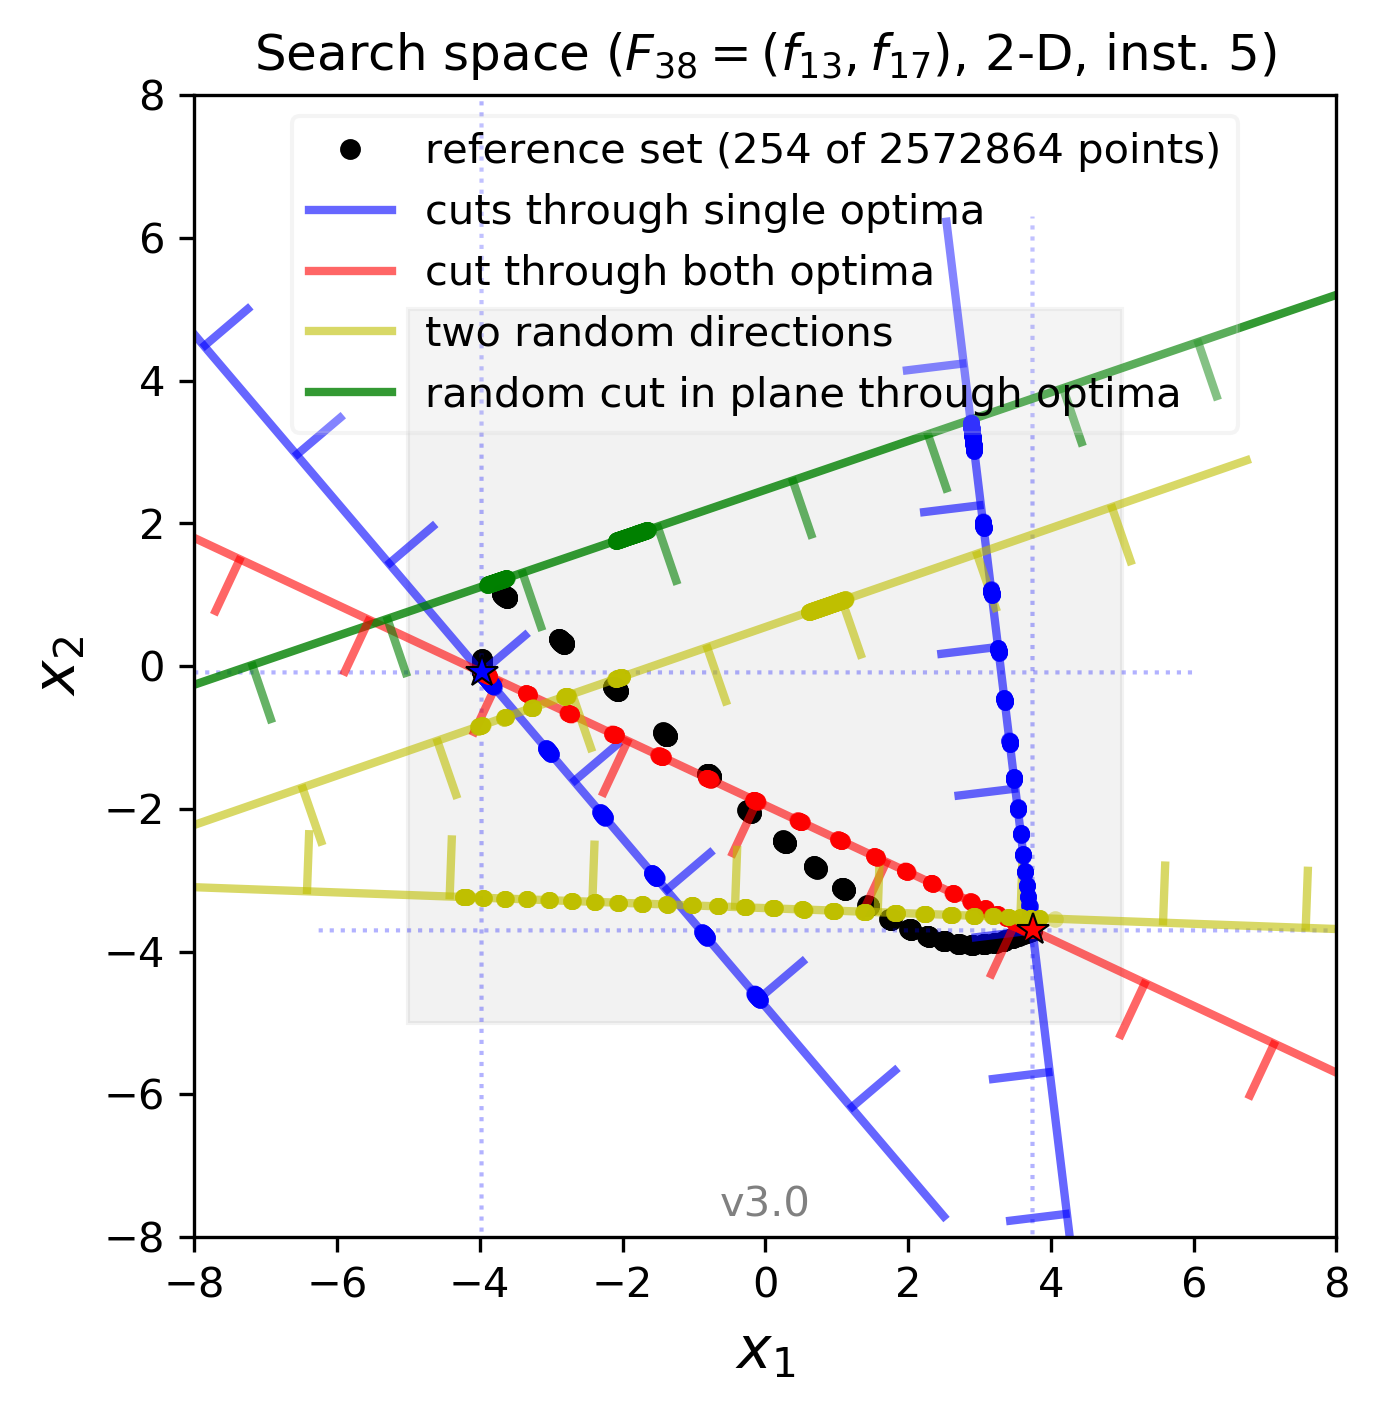 Search space (F38 = (f13, f17), 2-D, inst. 5)
reference set (254 of 2572864 points)
cuts through single optima
cut through both optima
two random directions
random cut in plane through optima
8
6
4
2
0
−2
−4
−6
−8
x2
v3.0
−8 −6 −4 −2 0 2 4 6 8
x1